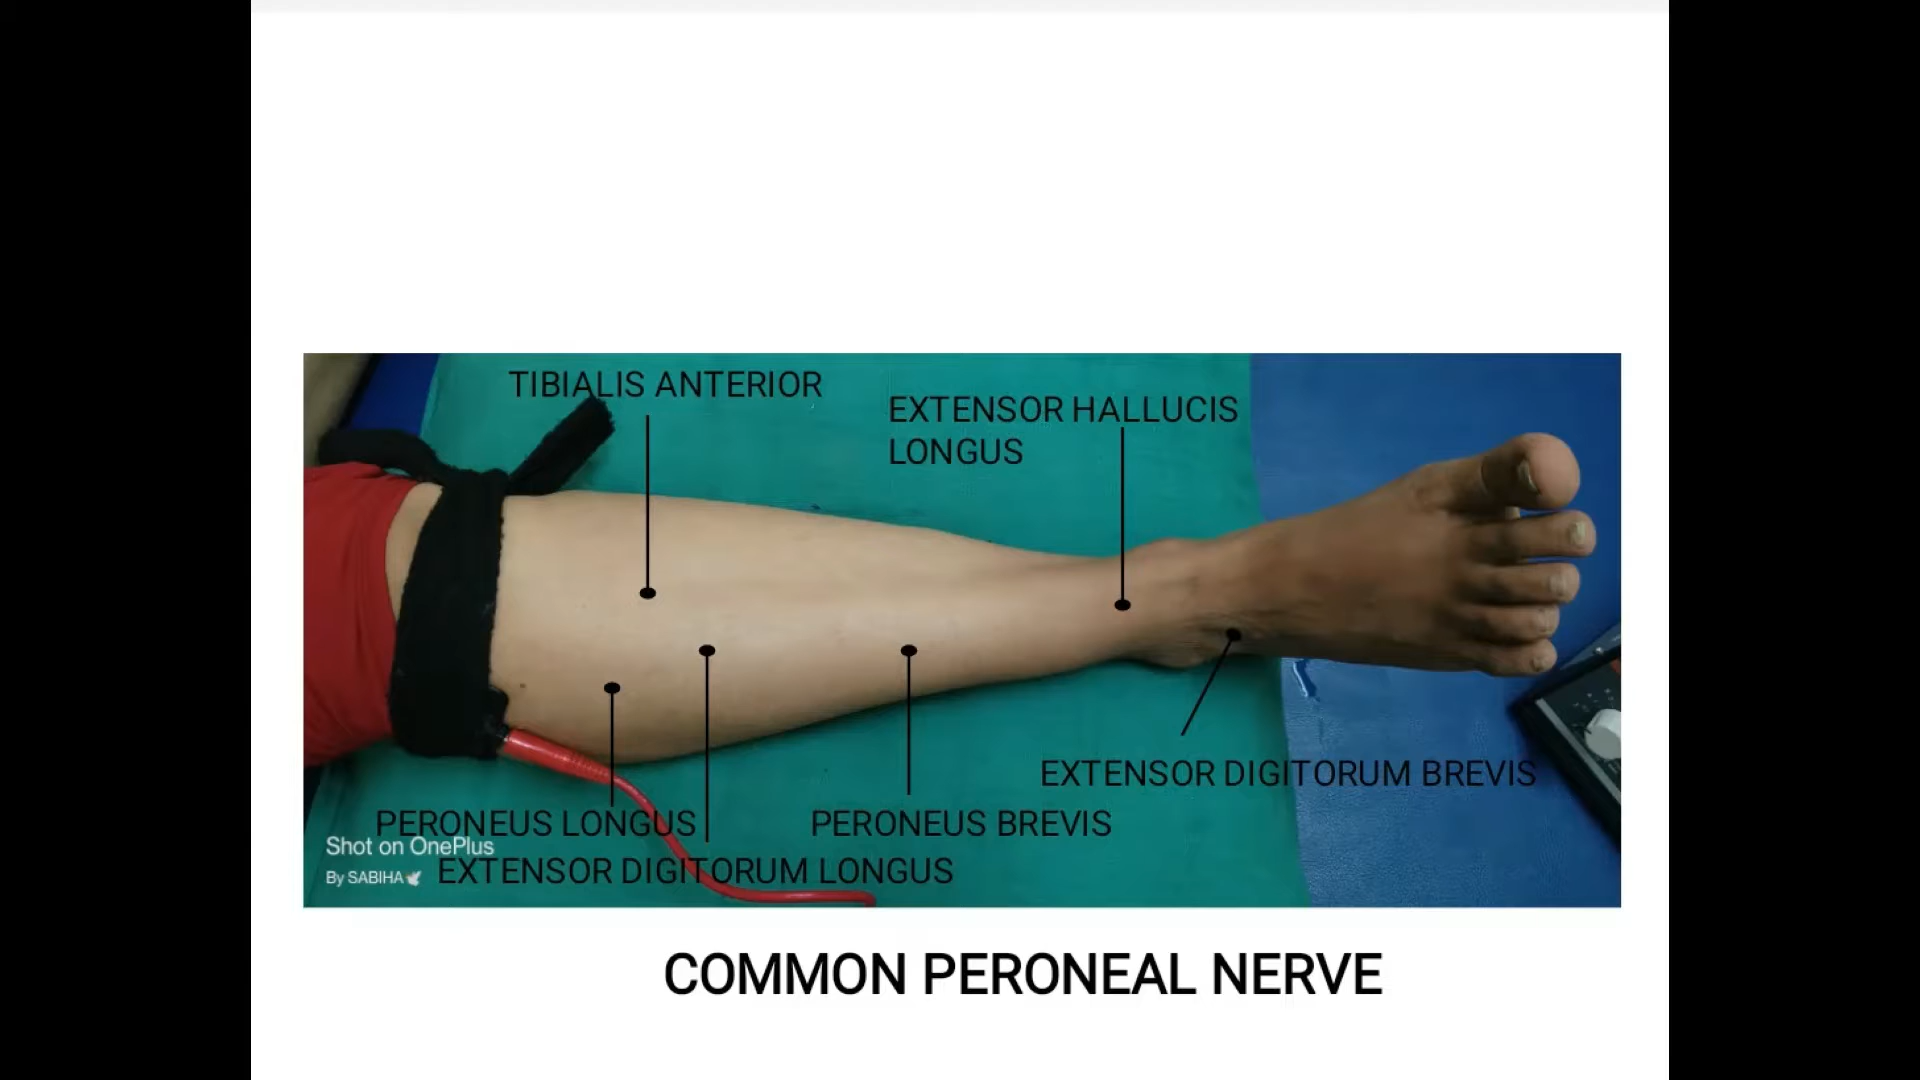 TIBIALIS ANTERIOR
EXTENSOR HALLUCIS
LONGUS
EXTENSOR DIGITORUM BREVIS
PERONEUS LONGUS
PERONEUS BREVIS
Shot on OnePlus
By SABIHA🕊
EXTENSOR DIGITORUM LONGUS
COMMON PERONEAL NERVE